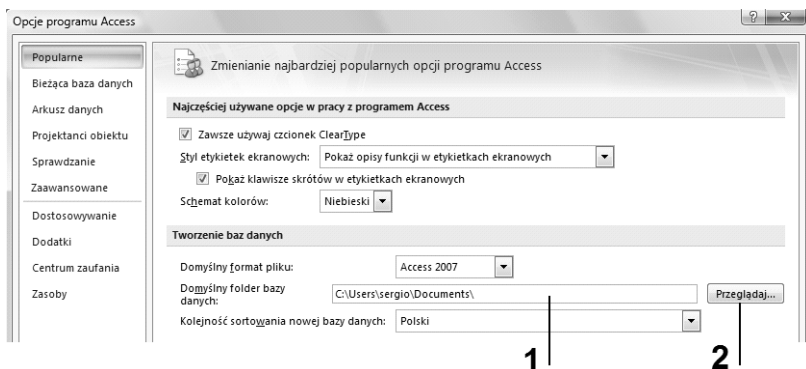 Opcje programu Access
Popularne
Bieżąca baza danych
Arkusz danych
Projektanci obiektu
Sprawdzanie
Zaawansowane
Dostosowywanie
Dodatki
Centrum zaufania
Zasoby
Zmienianie najbardziej popularnych opcji programu Access
Najczęściej używane opcje w pracy z programem Access
Zawsze używaj czcionek ClearType
Styl etykietek ekranowych: Pokaż opisy funkcji w etykietkach ekranowych
Pokaż klawisze skrótów w etykietkach ekranowych
Schemat kolorów: Niebieski
Tworzenie baz danych
Domyślny format pliku: Access 2007
Domyślny folder bazy
danych: C:\Users\sergio\Documents\ Przeglądaj...
Kolejność sortowania nowej bazy danych: Polski
1 2